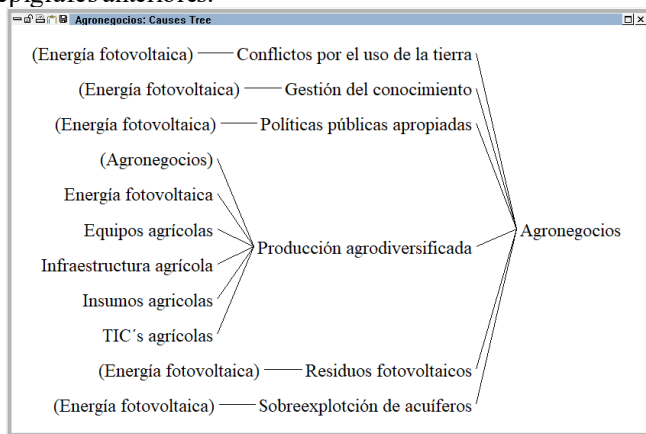 epígrafes anteriores.
Agronegocios: Causes Tree
(Energía fotovoltaica) Conflictos por el uso de la tierra
(Energía fotovoltaica) Gestión del conocimiento
(Energía fotovoltaica) Políticas públicas apropiadas
(Agronegocios)
Energía fotovoltaica
Equipos agrícolas
Infraestructura agrícola
Insumos agricolas
TIC´s agrícolas
Producción agrodiversificada
Agronegocios
(Energía fotovoltaica) Residuos fotovoltaicos
(Energía fotovoltaica) Sobreexplotción de acuíferos